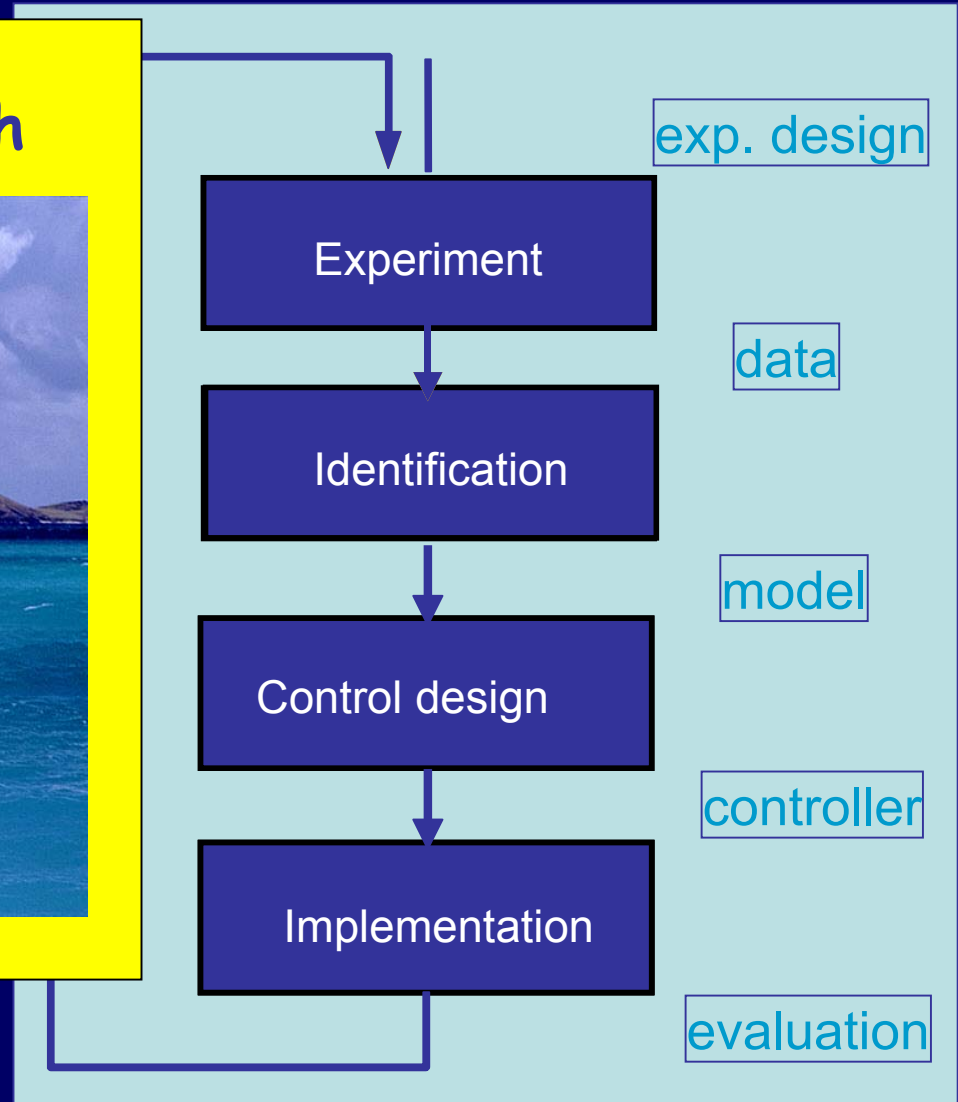 exp. design
Experiment
data
Identification
model
Control design
controller
Implementation
evaluation